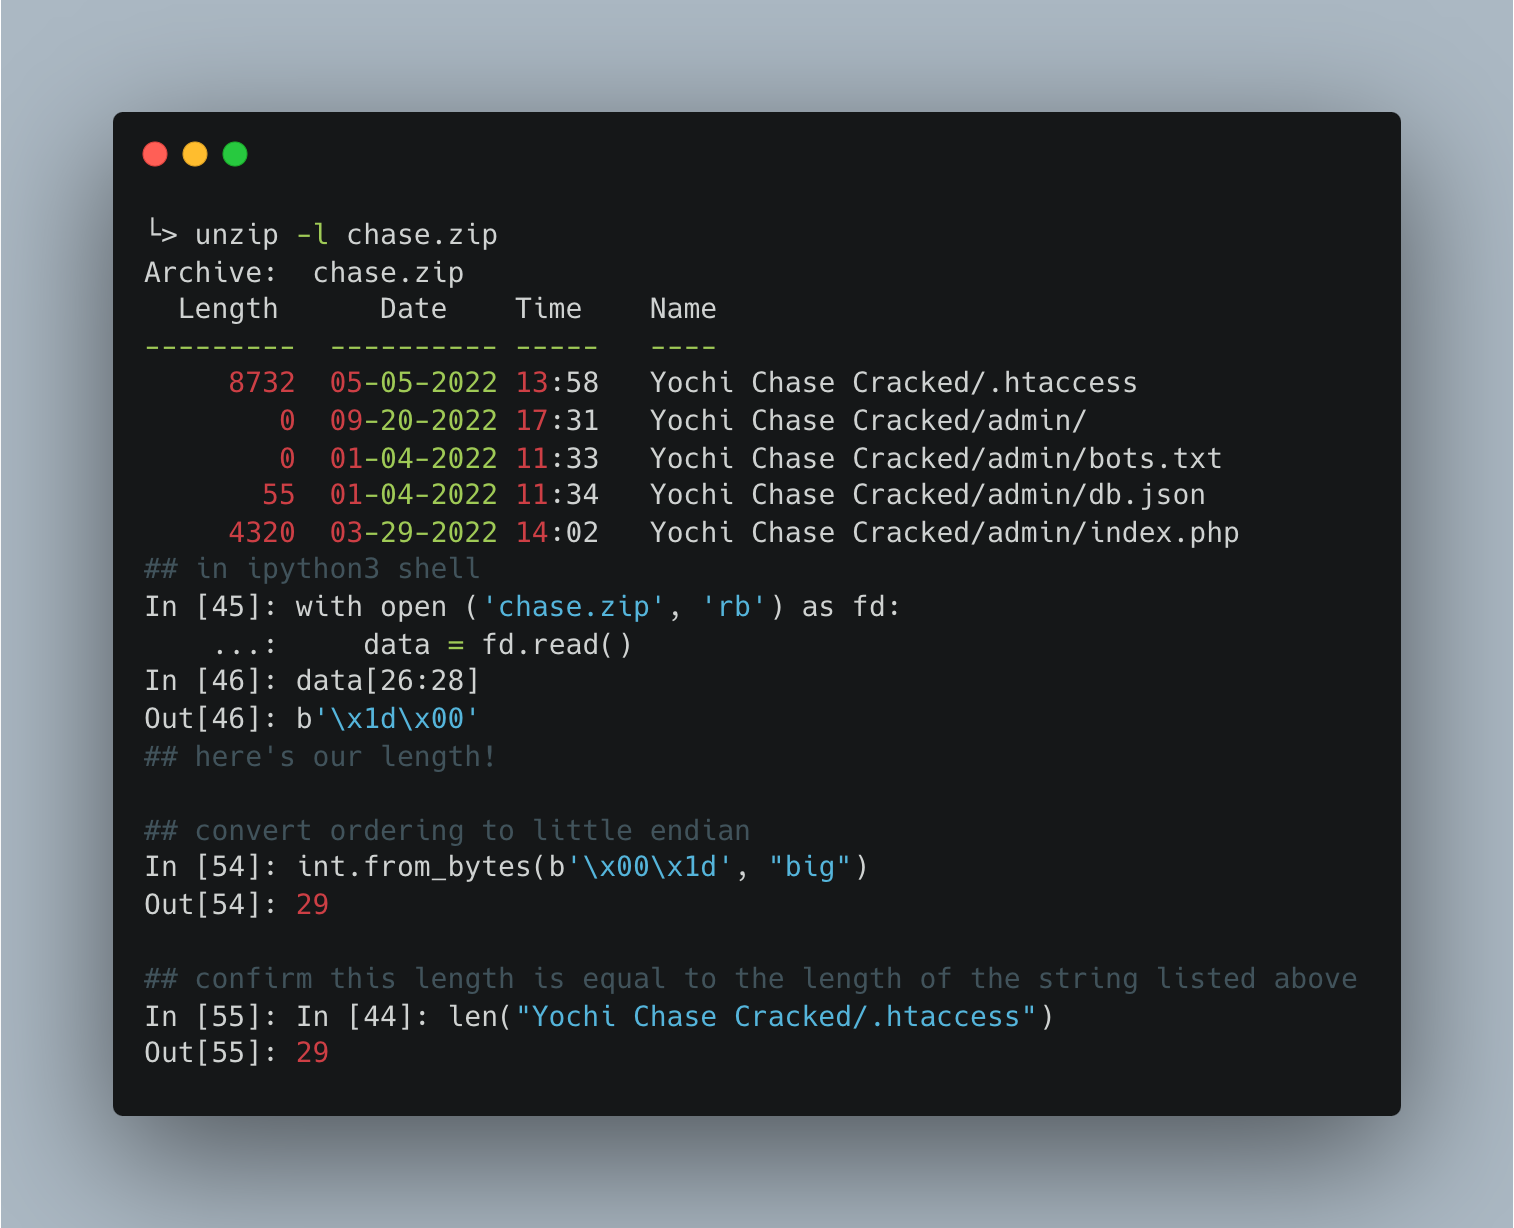 └> unzip -l chase.zip
Archive:  chase.zip
  Length      Date    Time    Name
---------  ---------- -----   ----
     8732  05-05-2022 13:58   Yochi Chase Cracked/.htaccess
        0  09-20-2022 17:31   Yochi Chase Cracked/admin/
        0  01-04-2022 11:33   Yochi Chase Cracked/admin/bots.txt
       55  01-04-2022 11:34   Yochi Chase Cracked/admin/db.json
     4320  03-29-2022 14:02   Yochi Chase Cracked/admin/index.php
## in ipython3 shell
In [45]: with open ('chase.zip', 'rb') as fd:
    ...:     data = fd.read()
In [46]: data[26:28]
Out[46]: b'\x1d\x00'
## here's our length!

## convert ordering to little endian
In [54]: int.from_bytes(b'\x00\x1d', "big")
Out[54]: 29

## confirm this length is equal to the length of the string listed above
In [55]: In [44]: len("Yochi Chase Cracked/.htaccess")
Out[55]: 29